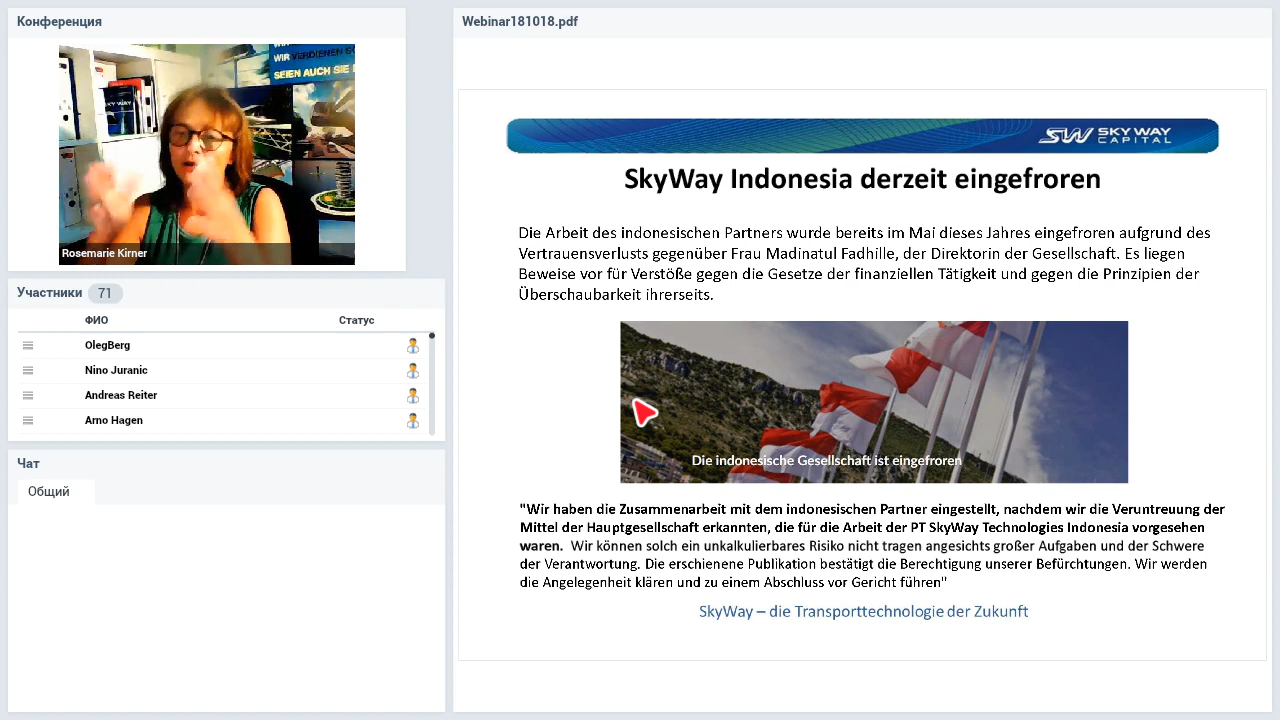 Конференция
WIR VERDIENEN
SEIEN AUCH SIE
SKY WAY
Rosemarie Kirner
Участники 71
ФИО Статус
OlegBerg
Nino Juranic
Andreas Reiter
Arno Hagen
Чат
Общий
Webinar181018.pdf
SW SKY WAY
CAPITAL
SkyWay Indonesia derzeit eingefroren
Die Arbeit des indonesischen Partners wurde bereits im Mai dieses Jahres eingefroren aufgrund des
Vertrauensverlusts gegenüber Frau Madinatul Fadhille, der Direktorin der Gesellschaft. Es liegen
Beweise vor für Verstöße gegen die Gesetze der finanziellen Tätigkeit und gegen die Prinzipien der
Überschaubarkeit ihrerseits.
Die indonesische Gesellschaft ist eingefroren
"Wir haben die Zusammenarbeit mit dem indonesischen Partner eingestellt, nachdem wir die Veruntreuung der
Mittel der Hauptgesellschaft erkannten, die für die Arbeit der PT SkyWay Technologies Indonesia vorgesehen
waren. Wir können solch ein unkalkulierbares Risiko nicht tragen angesichts großer Aufgaben und der Schwere
der Verantwortung. Die erschienene Publikation bestätigt die Berechtigung unserer Befürchtungen. Wir werden
die Angelegenheit klären und zu einem Abschluss vor Gericht führen"
SkyWay – die Transporttechnologie der Zukunft